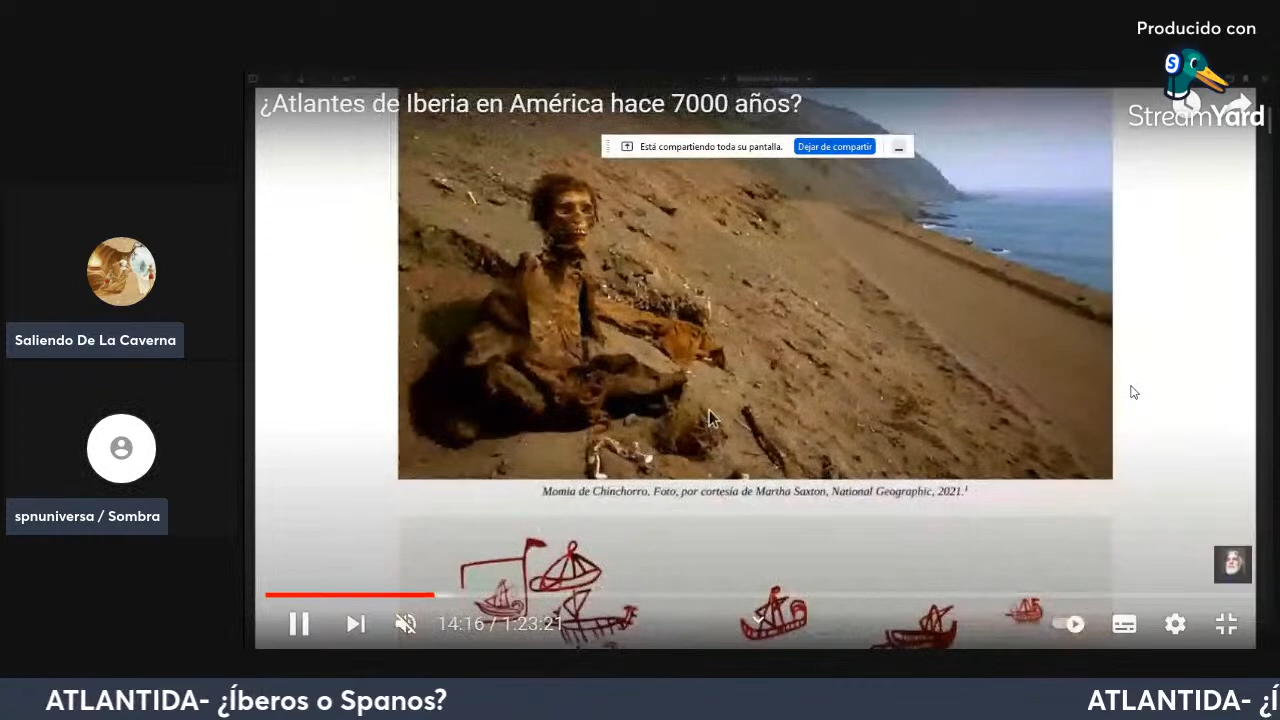 Producido con
StreamYard
¿Atlantes de Iberia en América hace 7000 años?
Está compartiendo toda su pantalla.
Dejar de compartir
Saliendo De La Caverna
Momia de Chinchorro. Foto, por cortesía de Martha Saxton, National Geographic, 2021.¹
spnuniversa / Sombra
14:16 / 1:23:21
ATLANTIDA- ¿Íberos o Spanos?
ATLANTIDA- ¿Í